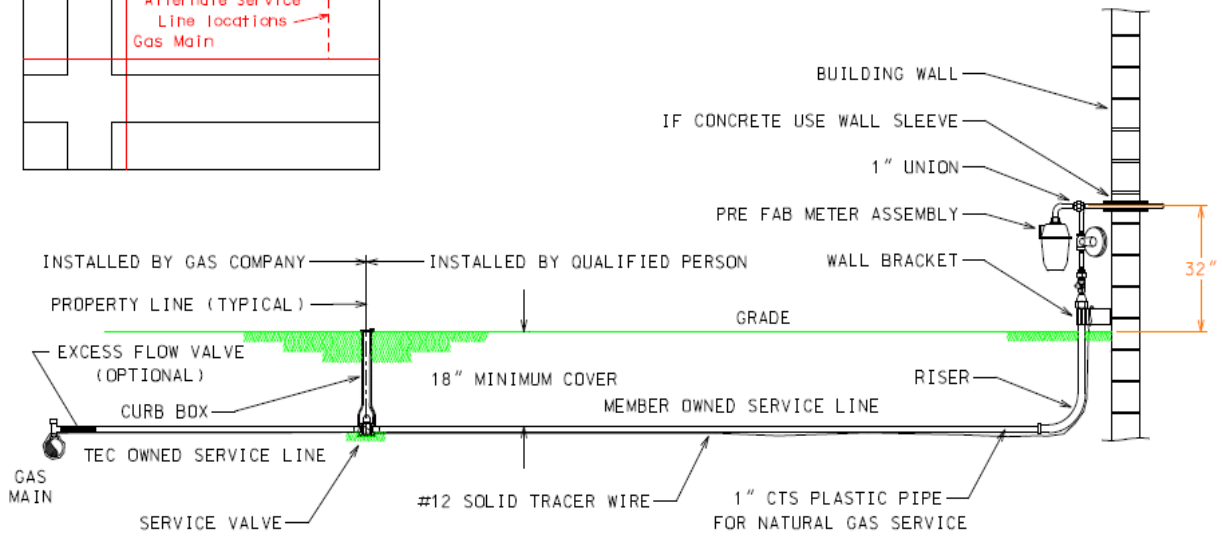 Alternate Service
Line locations
Gas Main
BUILDING WALL
IF CONCRETE USE WALL SLEEVE
1" UNION
PRE FAB METER ASSEMBLY
INSTALLED BY GAS COMPANY
INSTALLED BY QUALIFIED PERSON
WALL BRACKET
32"
PROPERTY LINE (TYPICAL)
GRADE
EXCESS FLOW VALVE
(OPTIONAL)
18" MINIMUM COVER
RISER
CURB BOX
MEMBER OWNED SERVICE LINE
TEC OWNED SERVICE LINE
GAS
MAIN
#12 SOLID TRACER WIRE
1" CTS PLASTIC PIPE
FOR NATURAL GAS SERVICE
SERVICE VALVE